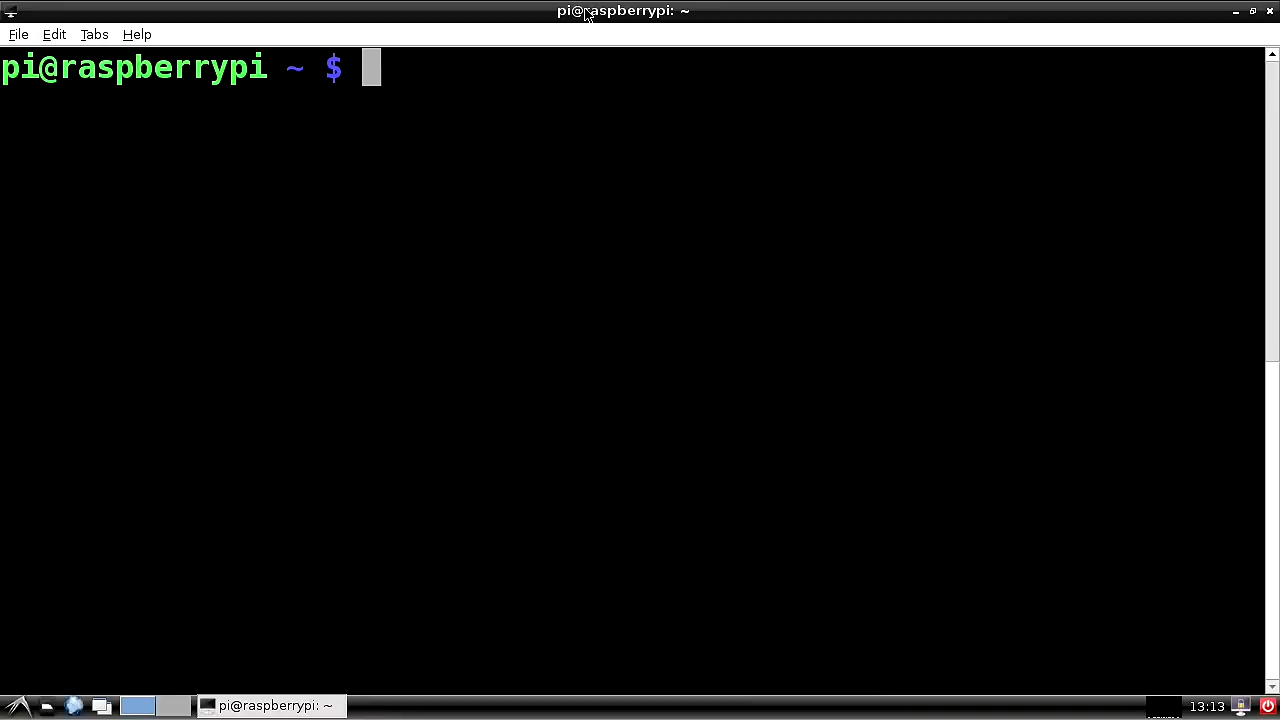 pi@raspberrypi: ~
File Edit Tabs Help
pi@raspberrypi ~ $
pi@raspberrypi: ~
13:13